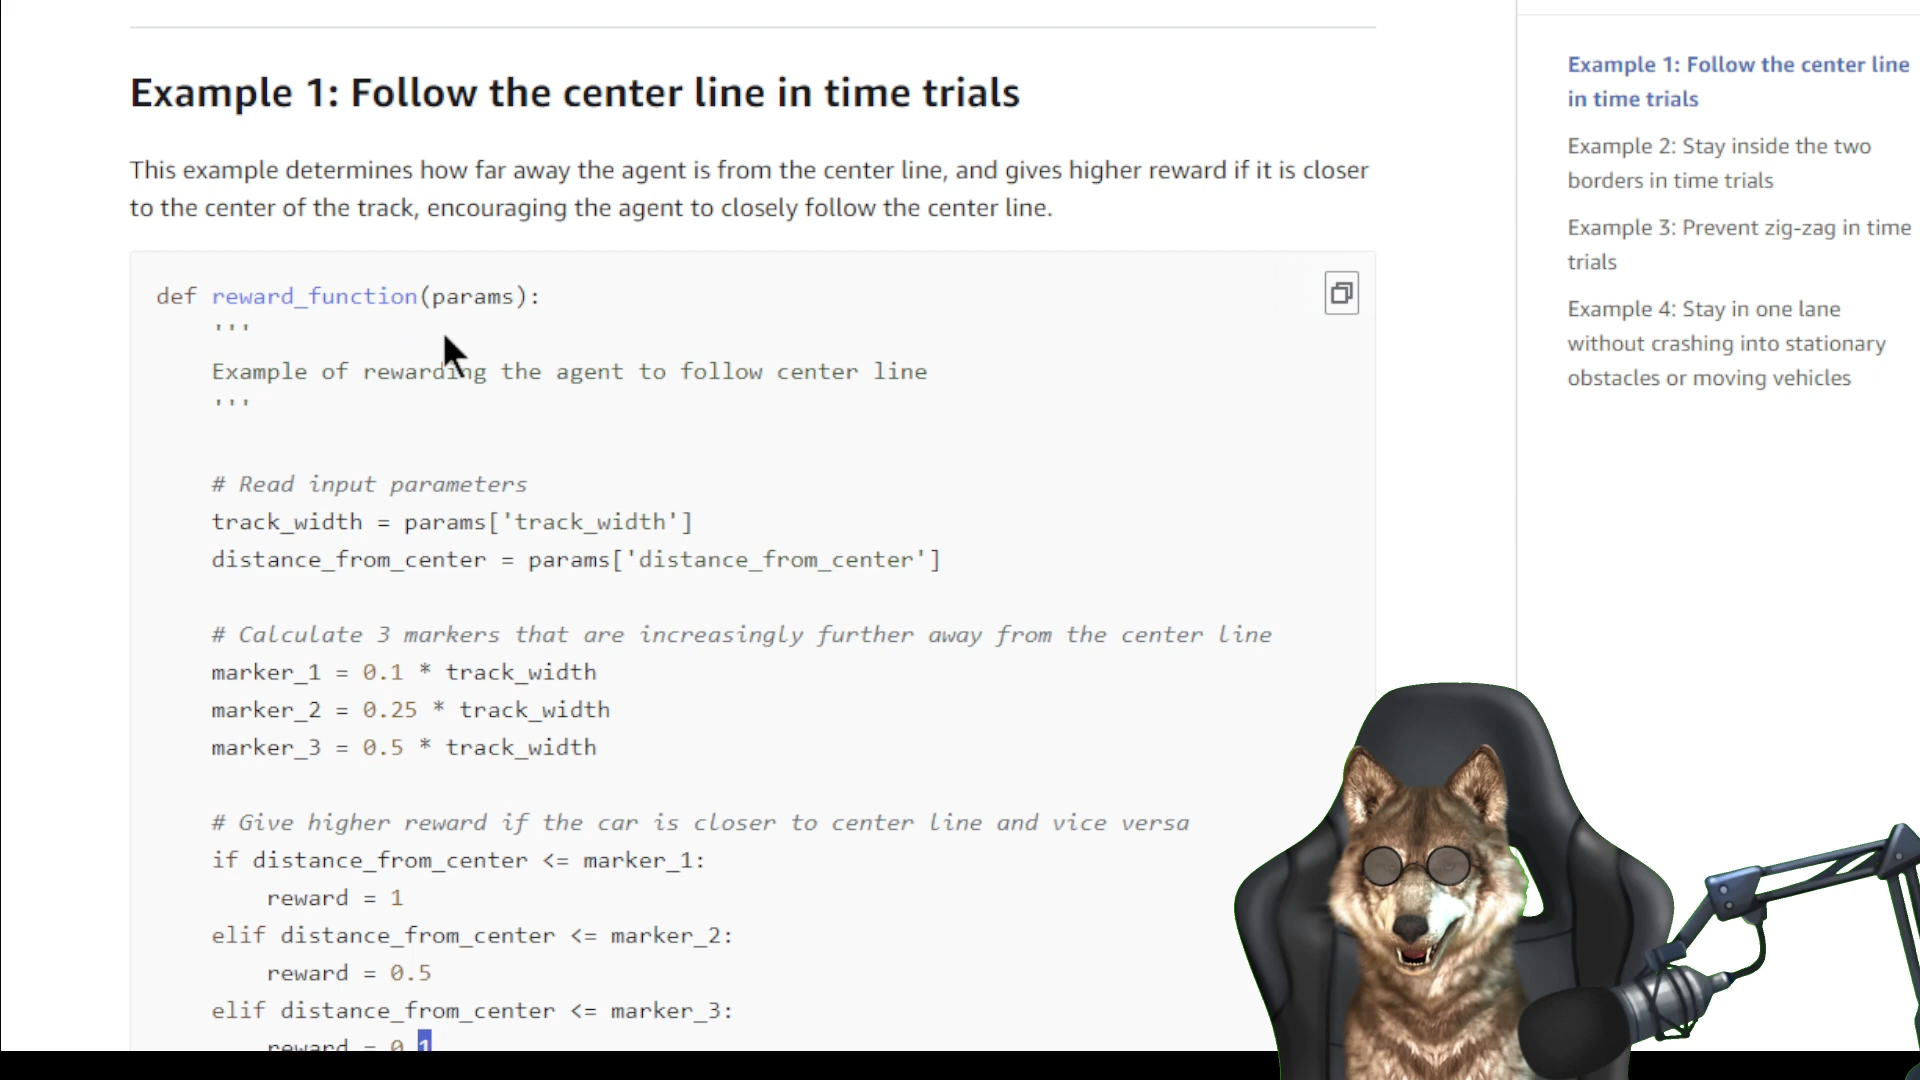 Example 1: Follow the center line in time trials
This example determines how far away the agent is from the center line, and gives higher reward if it is closer
to the center of the track, encouraging the agent to closely follow the center line.
def reward_function(params):
'''
Example of rewarding the agent to follow center line
'''
# Read input parameters
track_width = params['track_width']
distance_from_center = params['distance_from_center']
# Calculate 3 markers that are increasingly further away from the center line
marker_1 = 0.1 * track_width
marker_2 = 0.25 * track_width
marker_3 = 0.5 * track_width
# Give higher reward if the car is closer to center line and vice versa
if distance_from_center <= marker_1:
reward = 1
elif distance_from_center <= marker_2:
reward = 0.5
elif distance_from_center <= marker_3:
reward = 0.1
Example 1: Follow the center line
in time trials
Example 2: Stay inside the two
borders in time trials
Example 3: Prevent zig-zag in time
trials
Example 4: Stay in one lane
without crashing into stationary
obstacles or moving vehicles